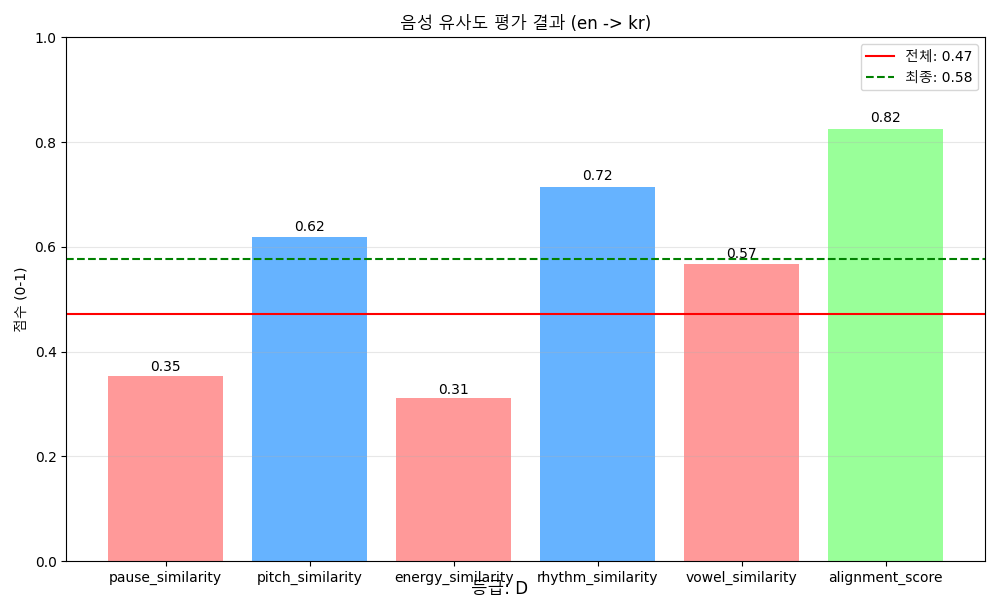 음성 유사도 평가 결과 (en -> kr)
전체: 0.47
최종: 0.58
점수 (0-1)
1.0
0.8
0.6
0.4
0.2
0.0
0.35
0.62
0.31
0.72
0.57
0.82
pause_similarity
pitch_similarity
energy_similarity
rhythm_similarity
vowel_similarity
alignment_score
등급: D